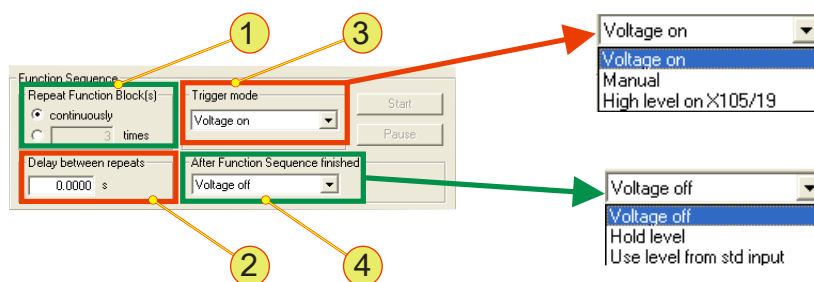 1
3
Function Sequence
Repeat Function Block(s)
continuously
3 times
Trigger mode
Voltage on
Start
Pause
Delay between repeats
0.0000 s
After Function Sequence finished
Voltage off
2
4
Voltage on
Voltage on
Manual
High level on X105/19
Voltage off
Voltage off
Hold level
Use level from std input